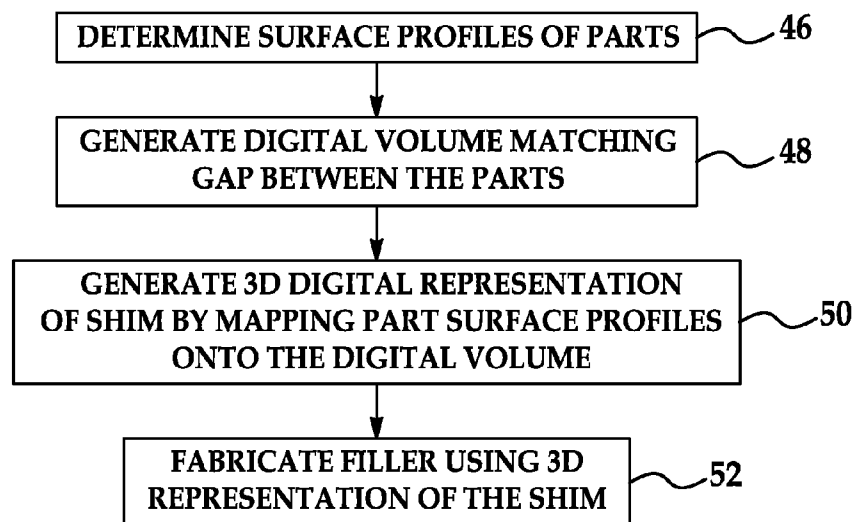 DETERMINE SURFACE PROFILES OF PARTS
46
GENERATE DIGITAL VOLUME MATCHING
GAP BETWEEN THE PARTS
48
GENERATE 3D DIGITAL REPRESENTATION
OF SHIM BY MAPPING PART SURFACE PROFILES
ONTO THE DIGITAL VOLUME
50
FABRICATE FILLER USING 3D
REPRESENTATION OF THE SHIM
52